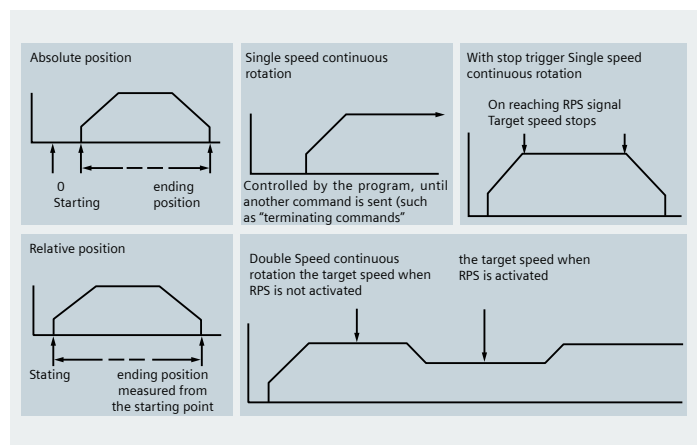 Absolute position
0
Starting
ending
position
Single speed continuous
rotation
Controlled by the program, until
another command is sent (such
as “terminating commands“
With stop trigger Single speed
continuous rotation
On reaching RPS signal
Target speed stops
Relative position
Stating
ending position
measured from
the starting point
Double Speed continuous
rotation the target speed when
RPS is not activated
the target speed when
RPS is activated